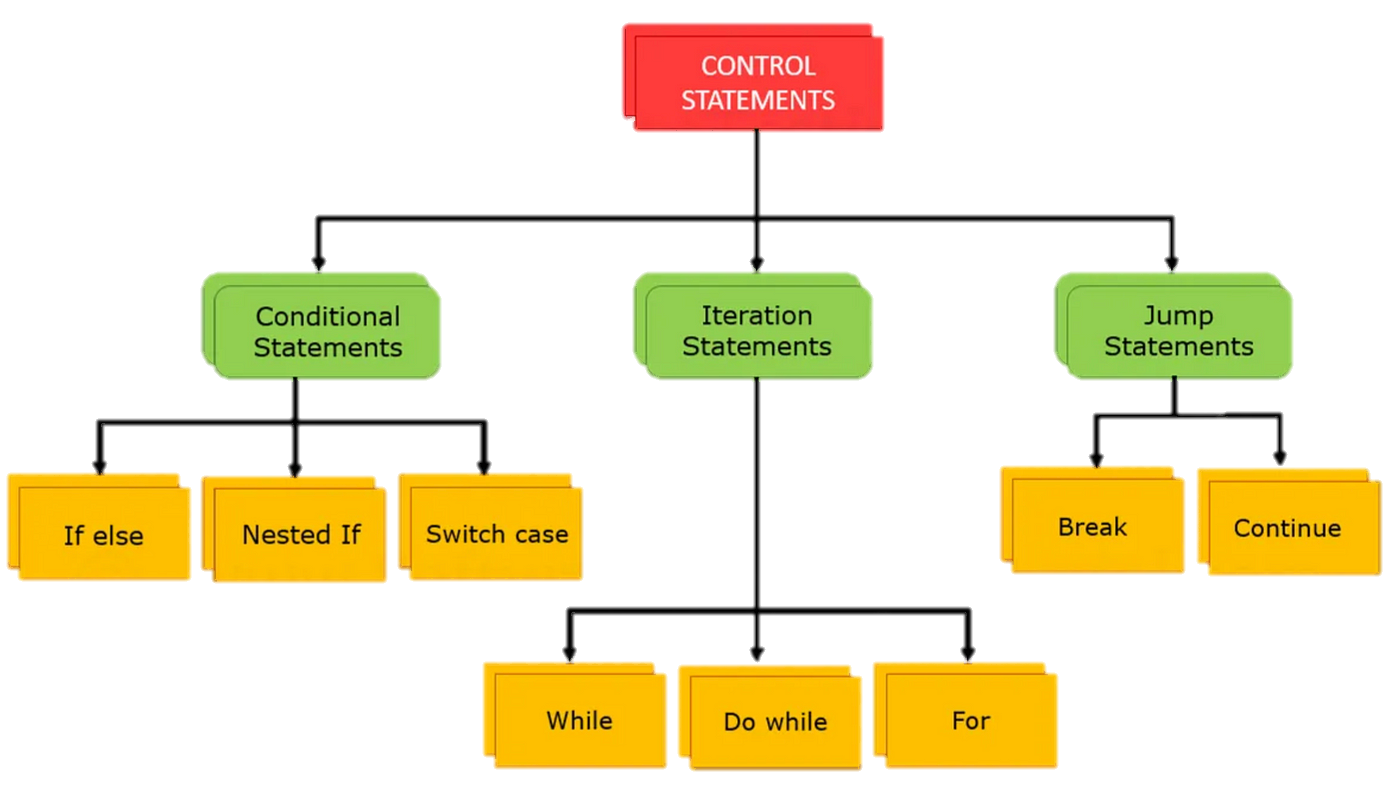 CONTROL
STATEMENTS
Conditional
Statements
Iteration
Statements
Jump
Statements
If else
Nested If
Switch case
Break
Continue
While
Do while
For